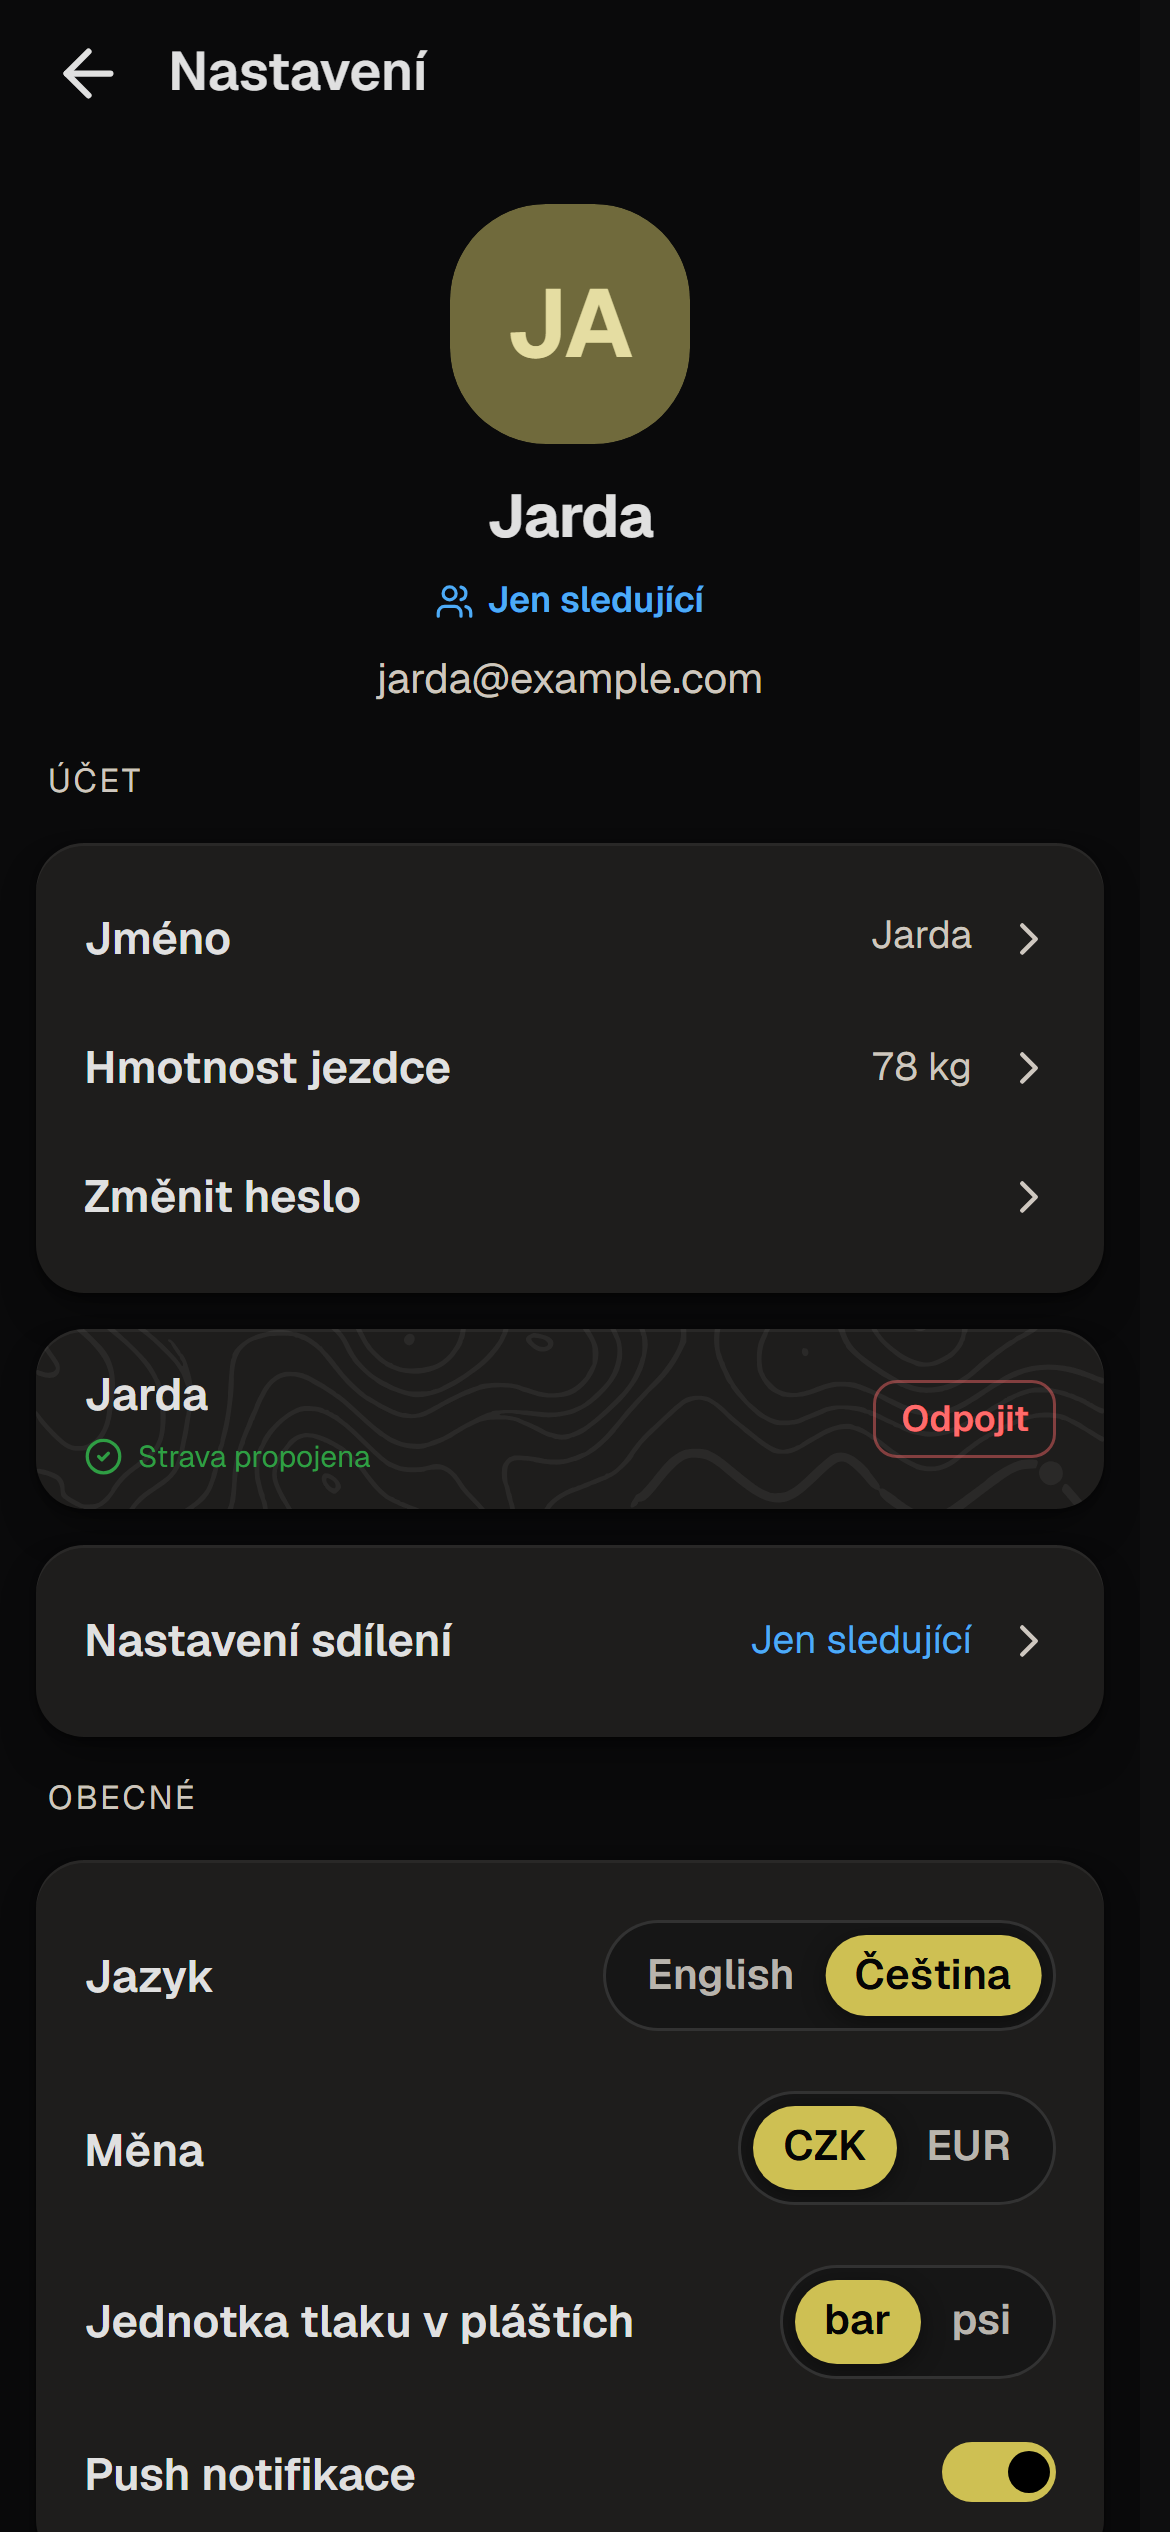 Nastavení
JA
Jarda
Jen sledující
jarda@example.com
ÚČET
Jméno Jarda
Hmotnost jezdce 78 kg
Změnit heslo
Jarda
Strava propojena
Odpojit
Nastavení sdílení Jen sledující
OBECNÉ
Jazyk English Čeština
Měna CZK EUR
Jednotka tlaku v pláštích bar psi
Push notifikace